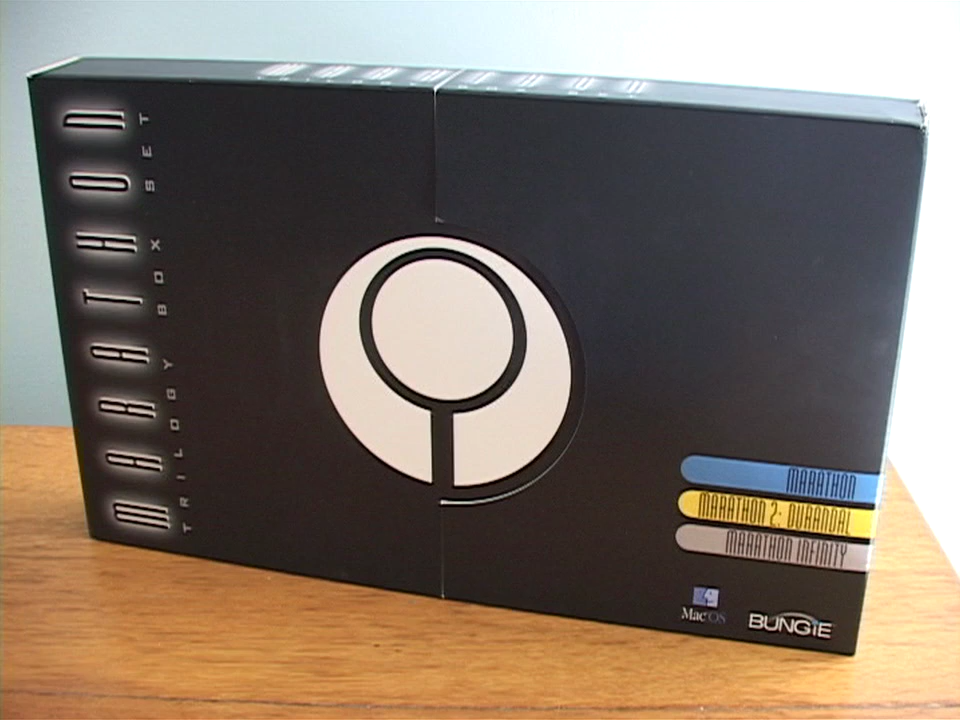 MARATHON
TRILOGY BOX SET
MARATHON
MARATHON 2: DURANDAL
MARATHON INFINITY
Mac OS
BUNGIE